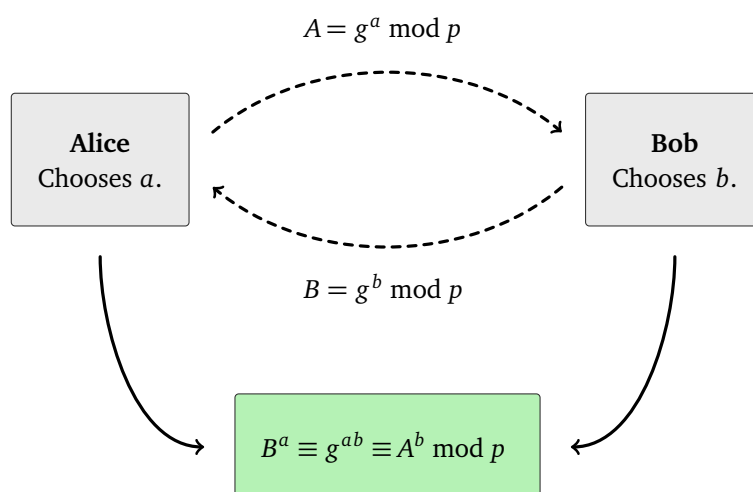 A = g^a mod p
Alice
Chooses a.
Bob
Chooses b.
B = g^b mod p
B^a ≡ g^{ab} ≡ A^b mod p